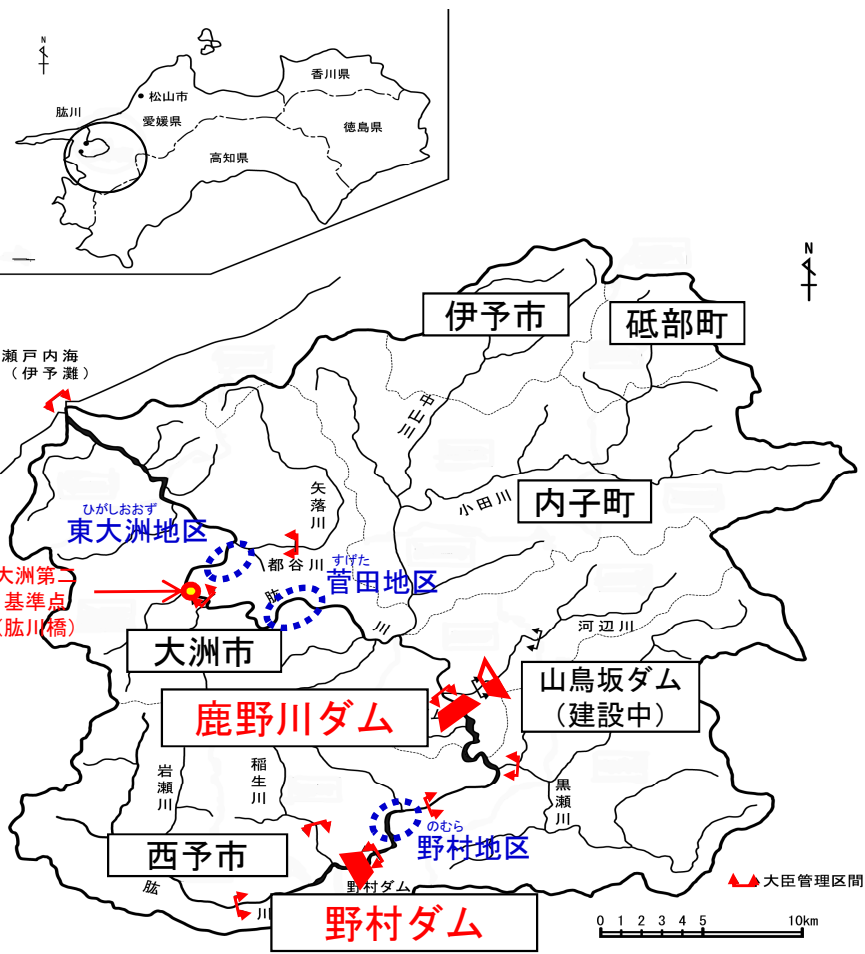 N
香川県
松山市
肱川
愛媛県
徳島県
高知県
N
伊予市
砥部町
瀬戸内海
(伊予灘)
中山川
矢落川
小田川
内子町
ひがしおおず
東大洲地区
都谷川
すげた
菅田地区
大洲第二
基準点
(肱川橋)
肱
川
河辺川
大洲市
山鳥坂ダム
(建設中)
鹿野川ダム
岩瀬川
稲生川
黒瀬川
のむら
野村地区
西予市
野村ダム
大臣管理区間
肱
川
野村ダム
0 1 2 3 4 5 10km